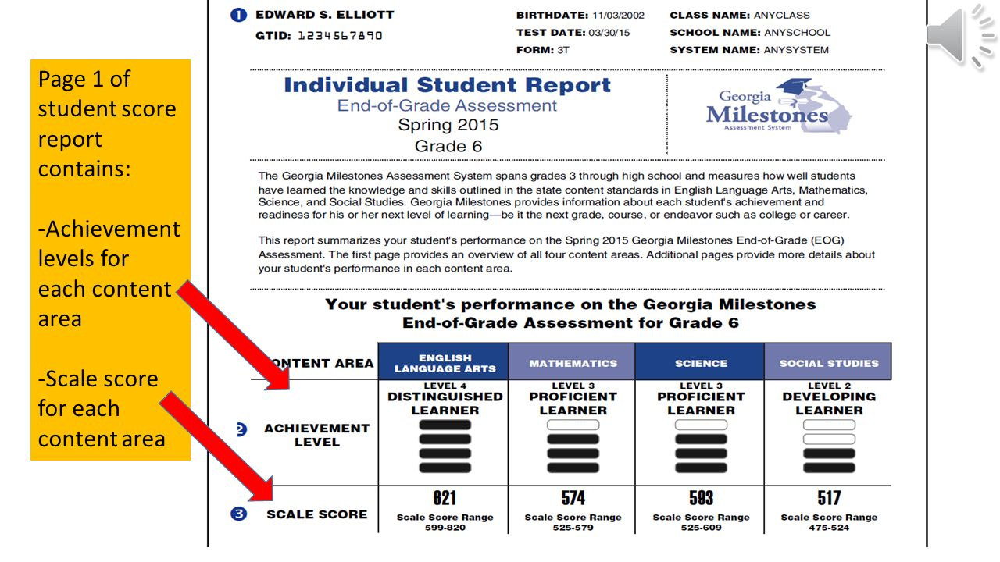 1 EDWARD S. ELLIOTT
GTID: 1234567890
BIRTHDATE: 11/03/2002
TEST DATE: 03/30/15
FORM: 3T
CLASS NAME: ANYCLASS
SCHOOL NAME: ANYSCHOOL
SYSTEM NAME: ANYSYSTEM
Page 1 of
student score
report
contains:
-Achievement
levels for
each content
area
-Scale score
for each
content area
Individual Student Report
End-of-Grade Assessment
Spring 2015
Grade 6
Georgia
Milestones
Assessment System
The Georgia Milestones Assessment System spans grades 3 through high school and measures how well students
have learned the knowledge and skills outlined in the state content standards in English Language Arts, Mathematics,
Science, and Social Studies. Georgia Milestones provides information about each student's achievement and
readiness for his or her next level of learning—be it the next grade, course, or endeavor such as college or career.
This report summarizes your student's performance on the Spring 2015 Georgia Milestones End-of-Grade (EOG)
Assessment. The first page provides an overview of all four content areas. Additional pages provide more details about
your student's performance in each content area.
Your student's performance on the Georgia Milestones
End-of-Grade Assessment for Grade 6
ONTENT AREA
ENGLISH
LANGUAGE ARTS
MATHEMATICS
SCIENCE
SOCIAL STUDIES
2 ACHIEVEMENT
LEVEL
LEVEL 4
DISTINGUISHED
LEARNER
LEVEL 3
PROFICIENT
LEARNER
LEVEL 3
PROFICIENT
LEARNER
LEVEL 2
DEVELOPING
LEARNER
3 SCALE SCORE
621
Scale Score Range
599-820
574
Scale Score Range
525-579
593
Scale Score Range
525-609
517
Scale Score Range
475-524